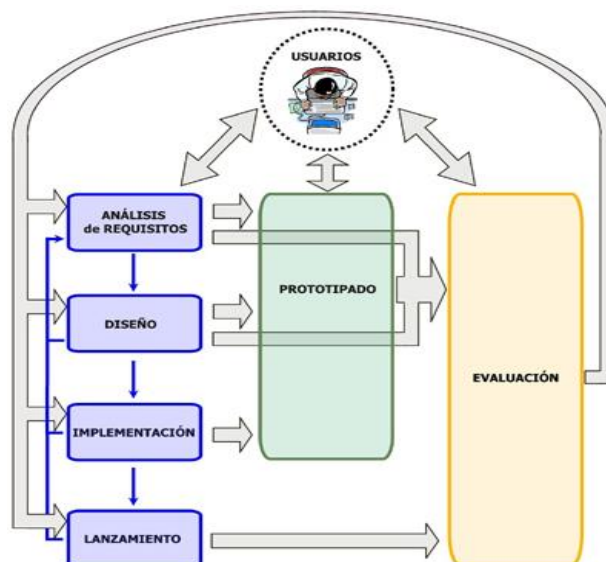 USUARIOS
ANÁLISIS
de REQUISITOS
PROTOTIPADO
DISEÑO
EVALUACIÓN
IMPLEMENTACIÓN
LANZAMIENTO